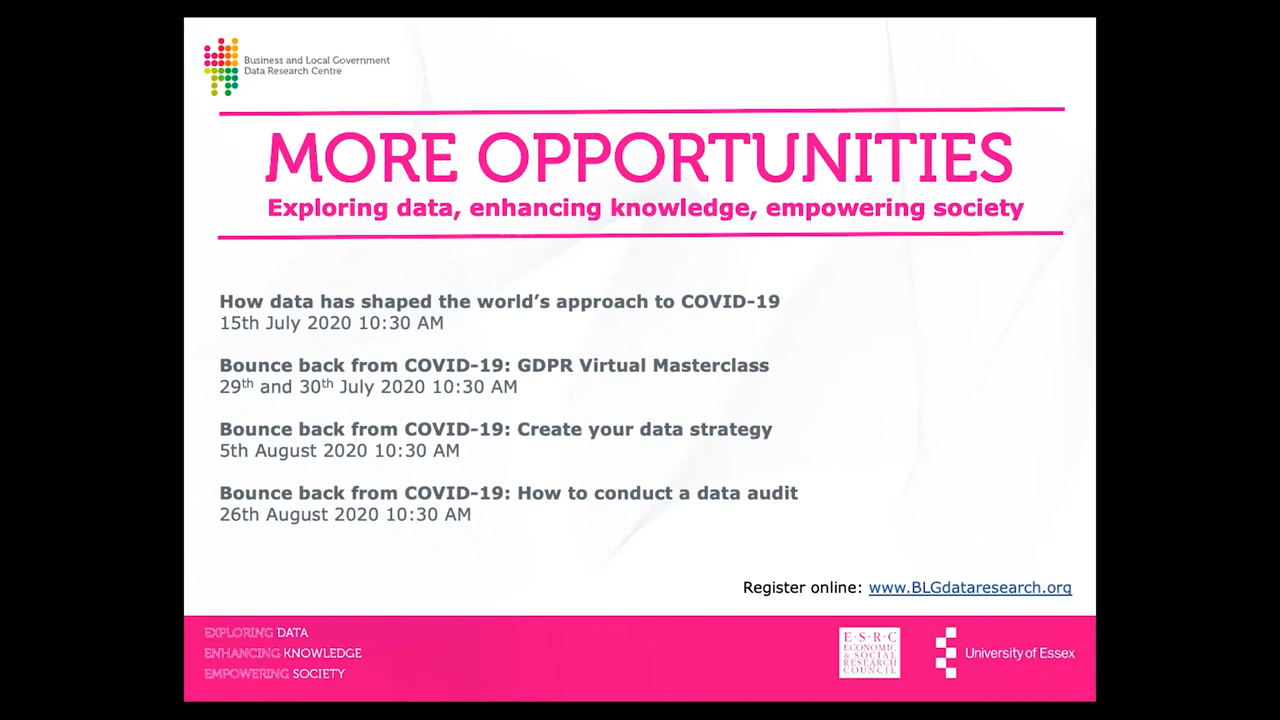 Business and Local Government
Data Research Centre
MORE OPPORTUNITIES
Exploring data, enhancing knowledge, empowering society
How data has shaped the world’s approach to COVID-19
15th July 2020 10:30 AM
Bounce back from COVID-19: GDPR Virtual Masterclass
29th and 30th July 2020 10:30 AM
Bounce back from COVID-19: Create your data strategy
5th August 2020 10:30 AM
Bounce back from COVID-19: How to conduct a data audit
26th August 2020 10:30 AM
Register online: www.BLGdataresearch.org
EXPLORING DATA
ENHANCING KNOWLEDGE
EMPOWERING SOCIETY
E·S·R·C
ECONOMIC
& SOCIAL
RESEARCH
COUNCIL
University of Essex